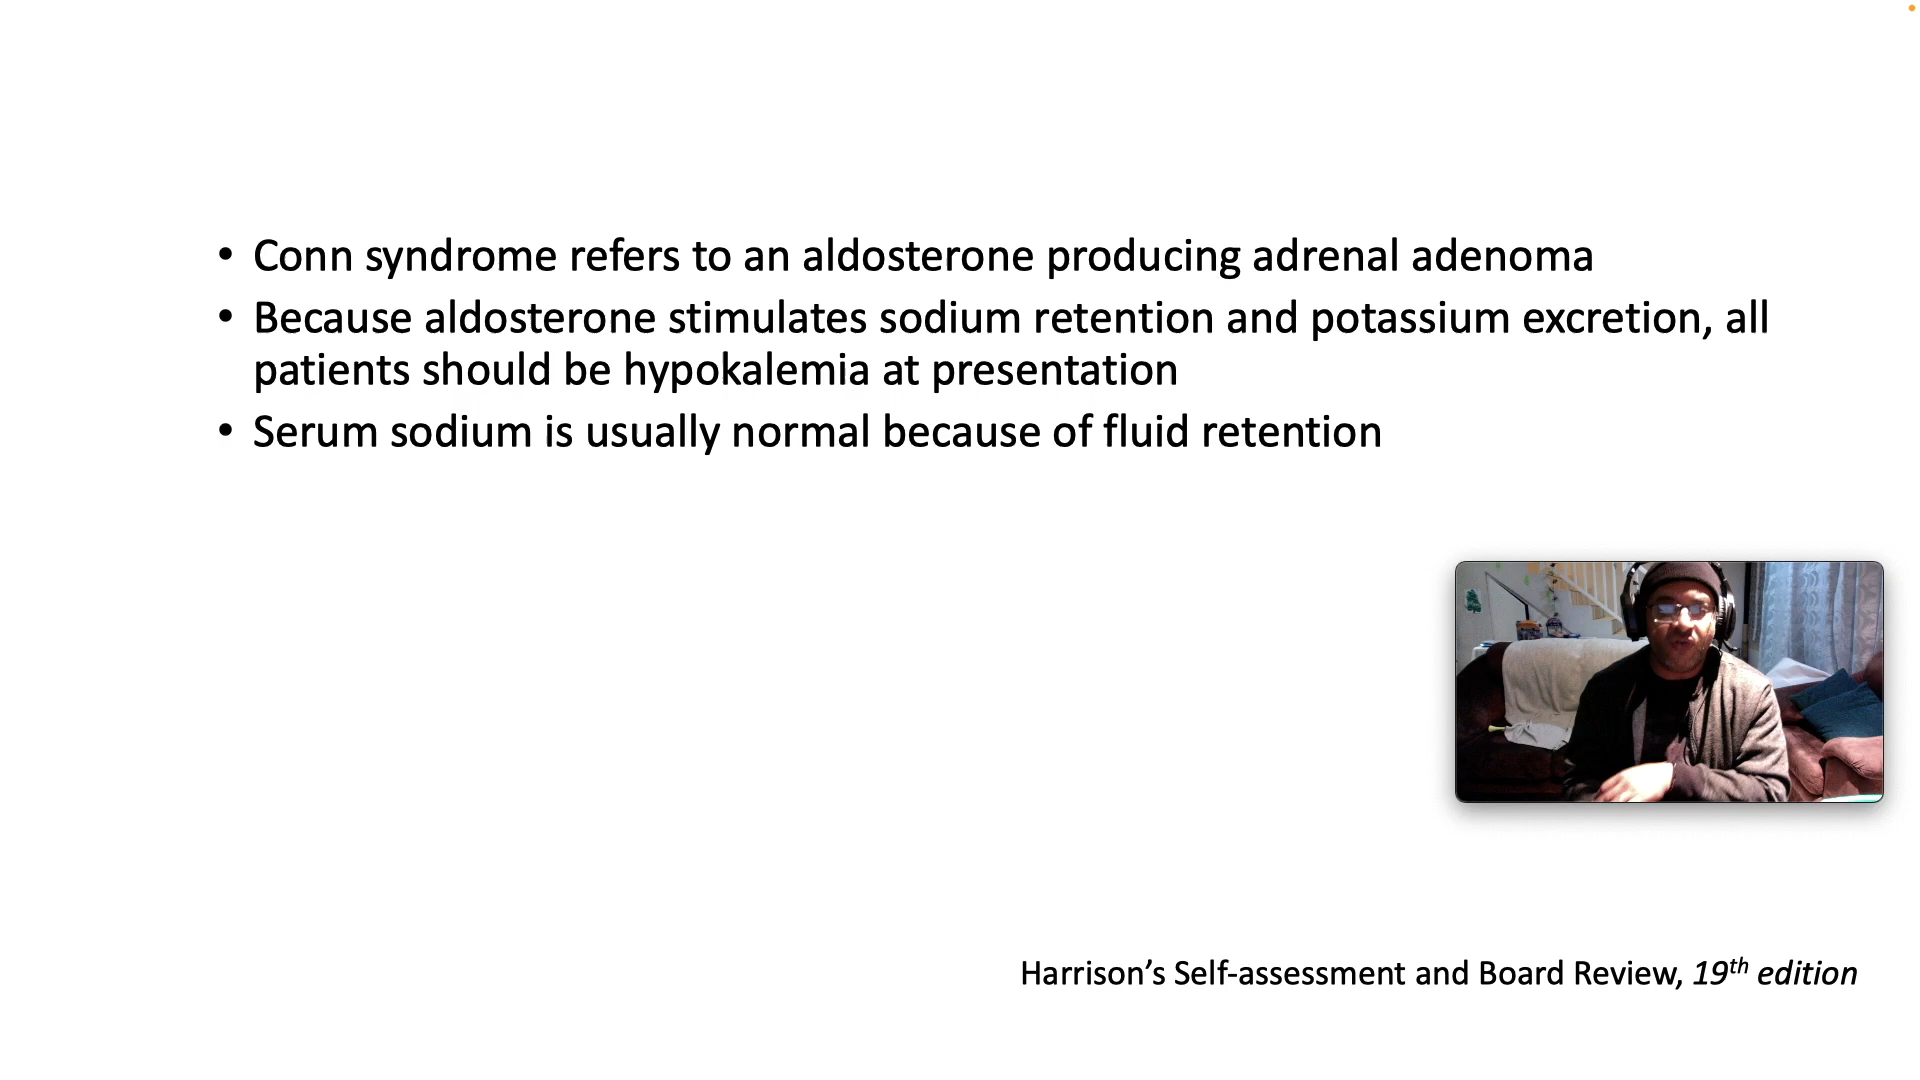 • Conn syndrome refers to an aldosterone producing adrenal adenoma
• Because aldosterone stimulates sodium retention and potassium excretion, all
patients should be hypokalemia at presentation
• Serum sodium is usually normal because of fluid retention
Harrison’s Self-assessment and Board Review, 19th edition